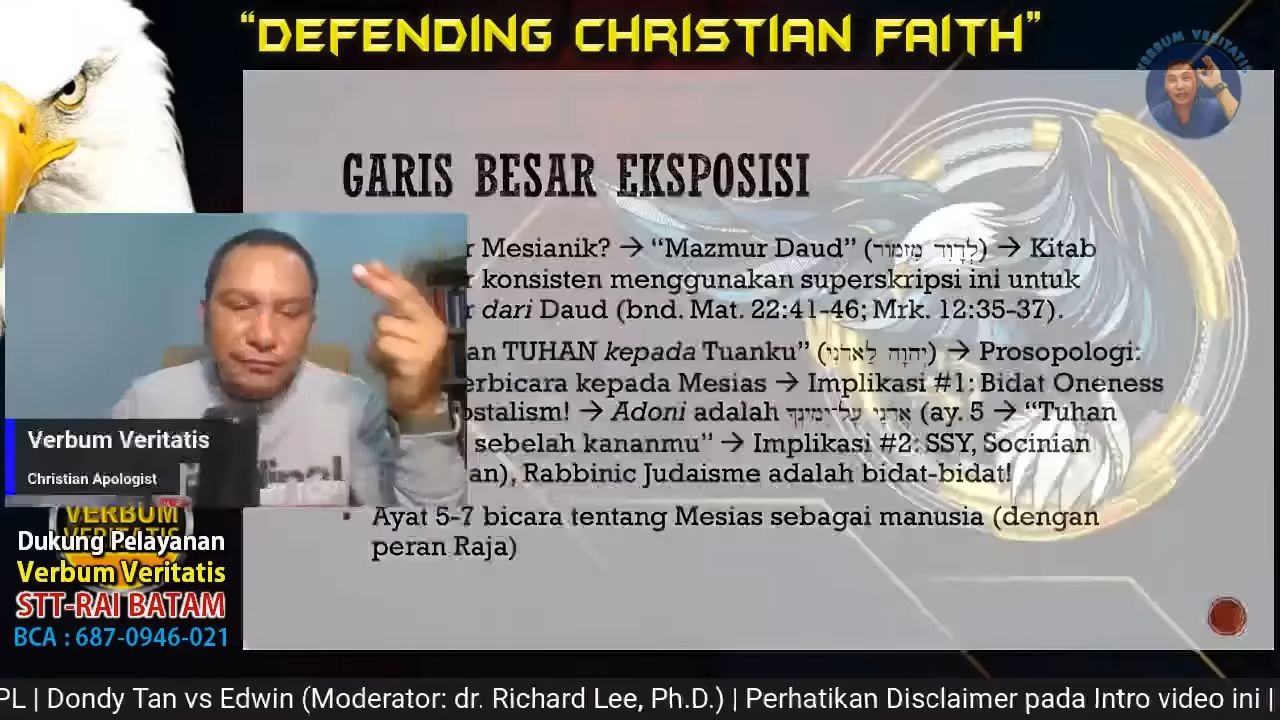 “DEFENDING CHRISTIAN FAITH”
VERBUM VERITATIS
GARIS BESAR EKSPOSISI
r Mesianik? → “Mazmur Daud” (לְדָוִד מִזְמוֹר) → Kitab
r konsisten menggunakan superskripsi ini untuk
r dari Daud (bnd. Mat. 22:41-46; Mrk. 12:35-37).
an TUHAN kepada Tuanku” (יהוָה לַאדֹנִי) → Prosopologi:
erbicara kepada Mesias → Implikasi #1: Bidat Oneness
ostalism! → Adoni adalah אֲדֹנָי עַל־יְמִינְךָ (ay. 5 → “Tuhan
sebelah kananmu” → Implikasi #2: SSY, Socinian
an), Rabbinic Judaisme adalah bidat-bidat!
▪ Ayat 5-7 bicara tentang Mesias sebagai manusia (dengan
peran Raja)
Verbum Veritatis
Christian Apologist
VERBUM
VERITATIS
Dukung Pelayanan
Verbum Veritatis
STT-RAI BATAM
BCA : 687-0946-021
PL | Dondy Tan vs Edwin (Moderator: dr. Richard Lee, Ph.D.) | Perhatikan Disclaimer pada Intro video ini |